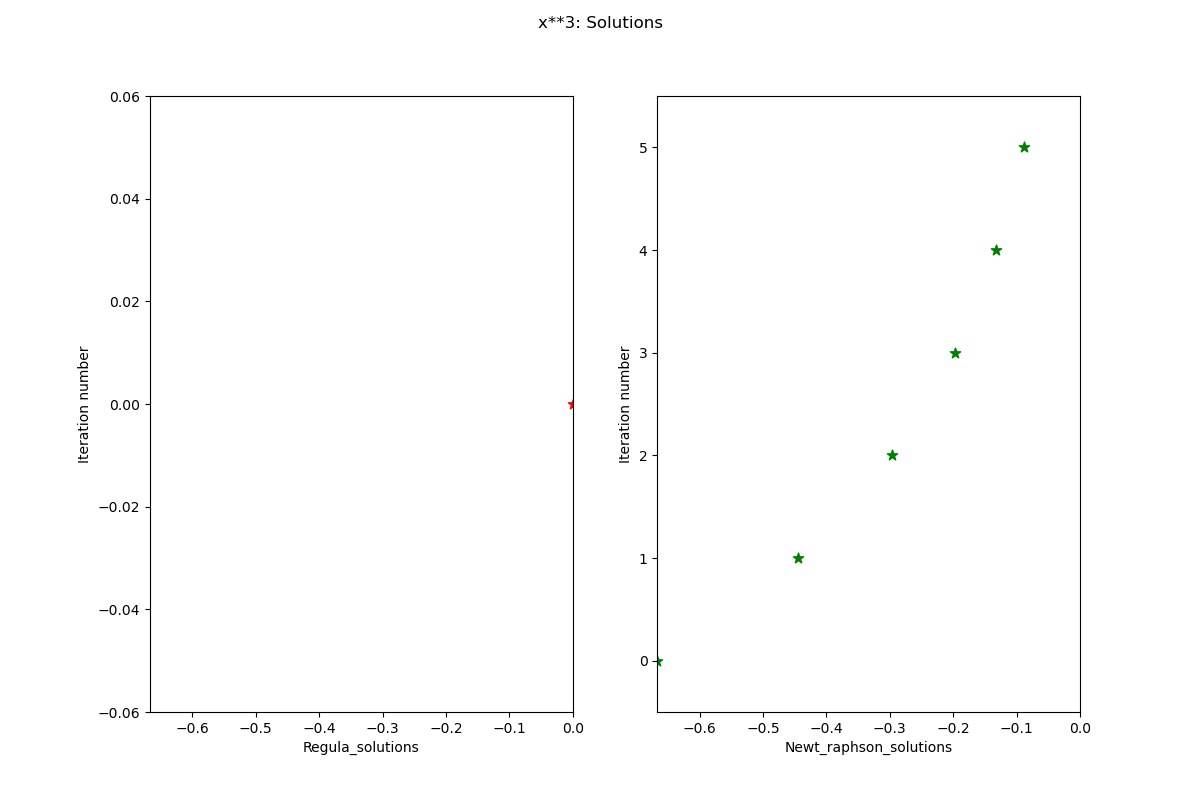 x**3: Solutions
0.06
0.04
0.02
0.00
−0.02
−0.04
−0.06
Iteration number
−0.6 −0.5 −0.4 −0.3 −0.2 −0.1 0.0
Regula_solutions
5
4
3
2
1
0
Iteration number
−0.6 −0.5 −0.4 −0.3 −0.2 −0.1 0.0
Newt_raphson_solutions